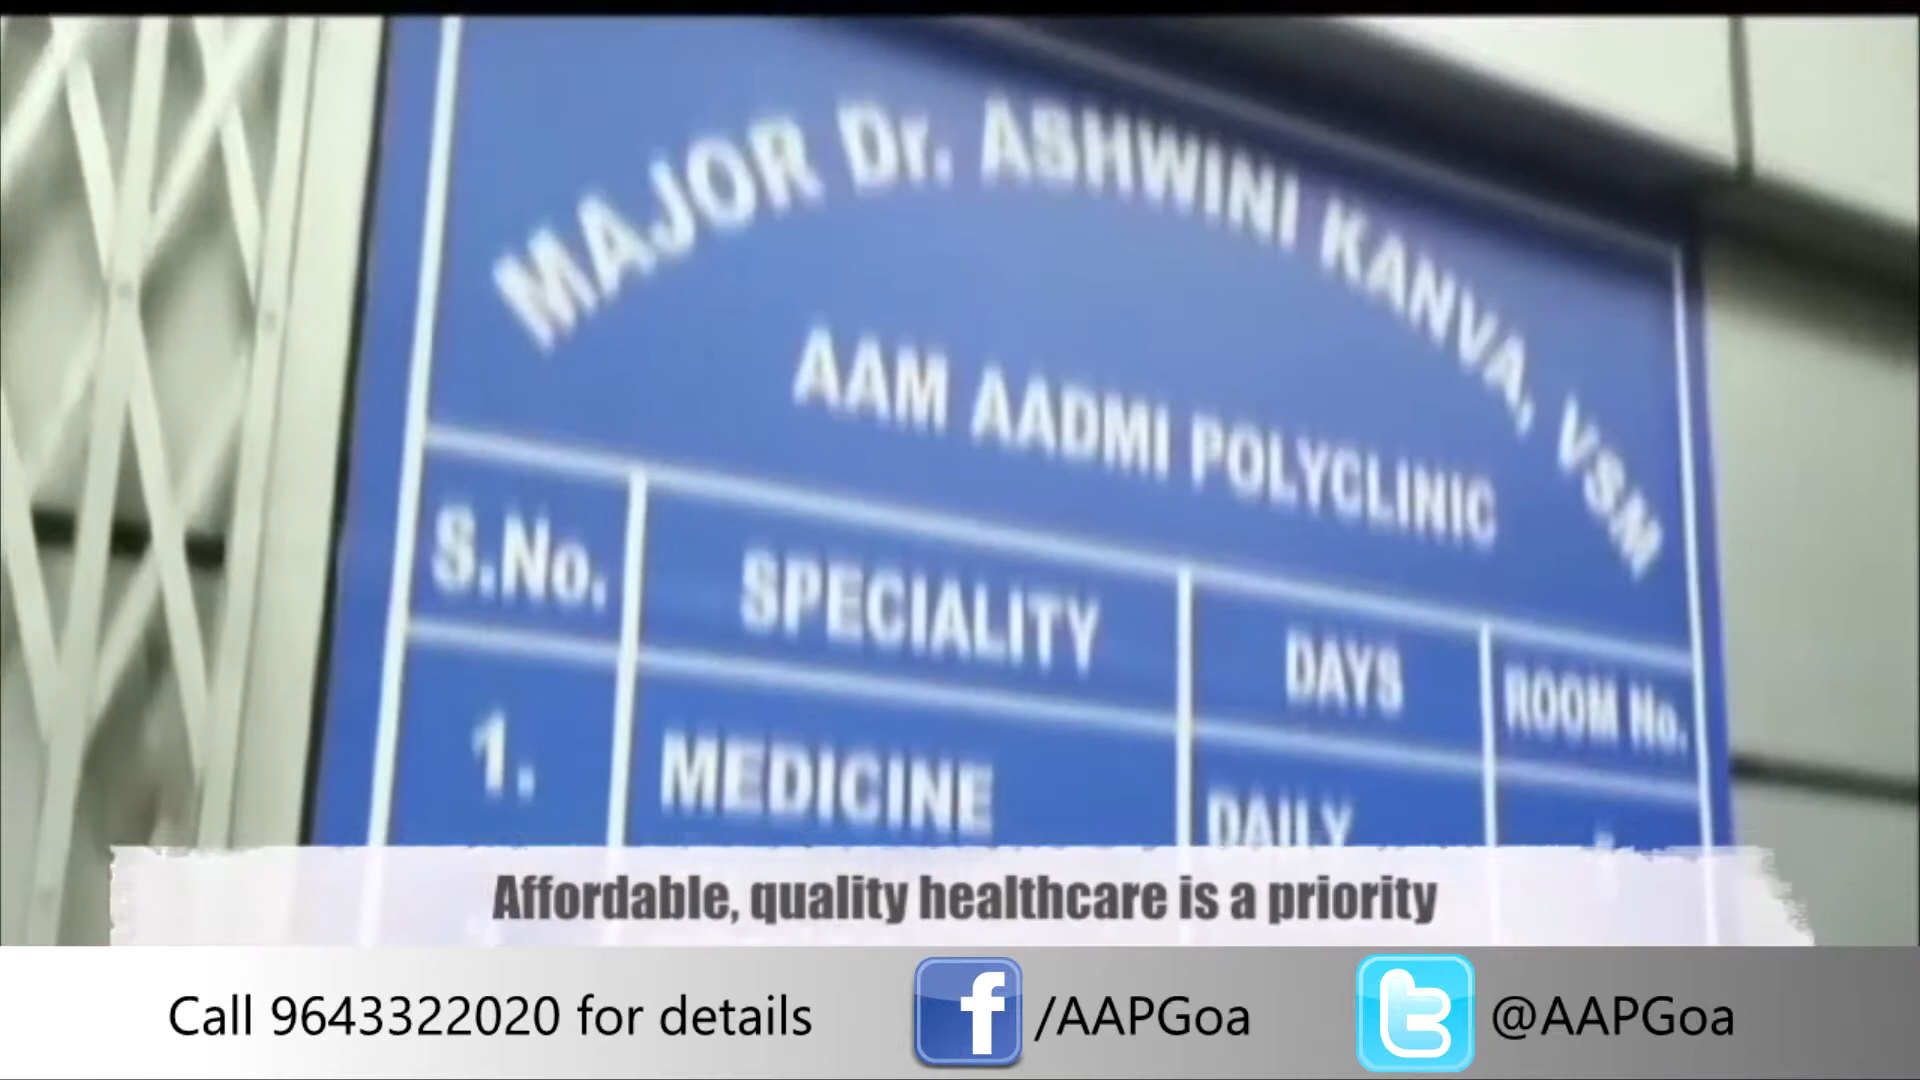 MAJOR Dr. ASHWINI KANVA, VSM
AAM AADMI POLYCLINIC
S.No. SPECIALITY DAYS ROOM No.
1. MEDICINE DAILY
Affordable, quality healthcare is a priority
Call 9643322020 for details /AAPGoa @AAPGoa